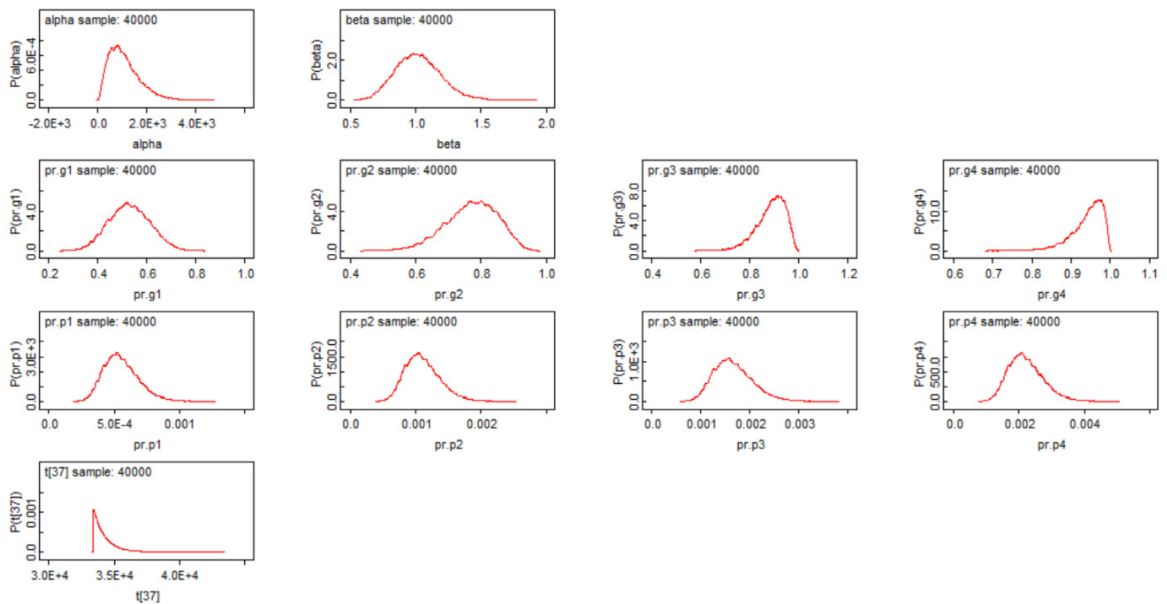 alpha sample: 40000
P(alpha)
0.0 6.0E-4
-2.0E+3 0.0 2.0E+3 4.0E+3
alpha
beta sample: 40000
P(beta)
0.0 2.0
0.5 1.0 1.5 2.0
beta
pr.g1 sample: 40000
P(pr.g1)
0.0 4.0
0.2 0.4 0.6 0.8 1.0
pr.g1
pr.g2 sample: 40000
P(pr.g2)
0.0 4.0
0.4 0.6 0.8 1.0
pr.g2
pr.g3 sample: 40000
P(pr.g3)
0.0 4.0 8.0
0.4 0.6 0.8 1.0 1.2
pr.g3
pr.g4 sample: 40000
P(pr.g4)
0.0 10.0
0.6 0.7 0.8 0.9 1.0 1.1
pr.g4
pr.p1 sample: 40000
P(pr.p1)
0.0 3.0E+3
0.0 5.0E-4 0.001
pr.p1
pr.p2 sample: 40000
P(pr.p2)
0.0 1500.0
0.0 0.001 0.002
pr.p2
pr.p3 sample: 40000
P(pr.p3)
0.0 1.0E+3
0.0 0.001 0.002 0.003
pr.p3
pr.p4 sample: 40000
P(pr.p4)
0.0 500.0
0.0 0.002 0.004
pr.p4
t[37] sample: 40000
P(t[37])
0.0 0.001
3.0E+4 3.5E+4 4.0E+4
t[37]